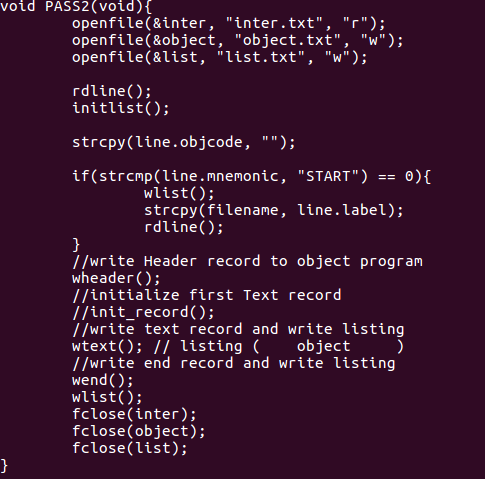 void PASS2(void){
        openfile(&inter, "inter.txt", "r");
        openfile(&object, "object.txt", "w");
        openfile(&list, "list.txt", "w");

        rdline();
        initlist();

        strcpy(line.objcode, "");

        if(strcmp(line.mnemonic, "START") == 0){
                wlist();
                strcpy(filename, line.label);
                rdline();
        }
        //write Header record to object program
        wheader();
        //initialize first Text record
        //init_record();
        //write text record and write listing
        wtext(); // listing (    object     )
        //write end record and write listing
        wend();
        wlist();
        fclose(inter);
        fclose(object);
        fclose(list);
}